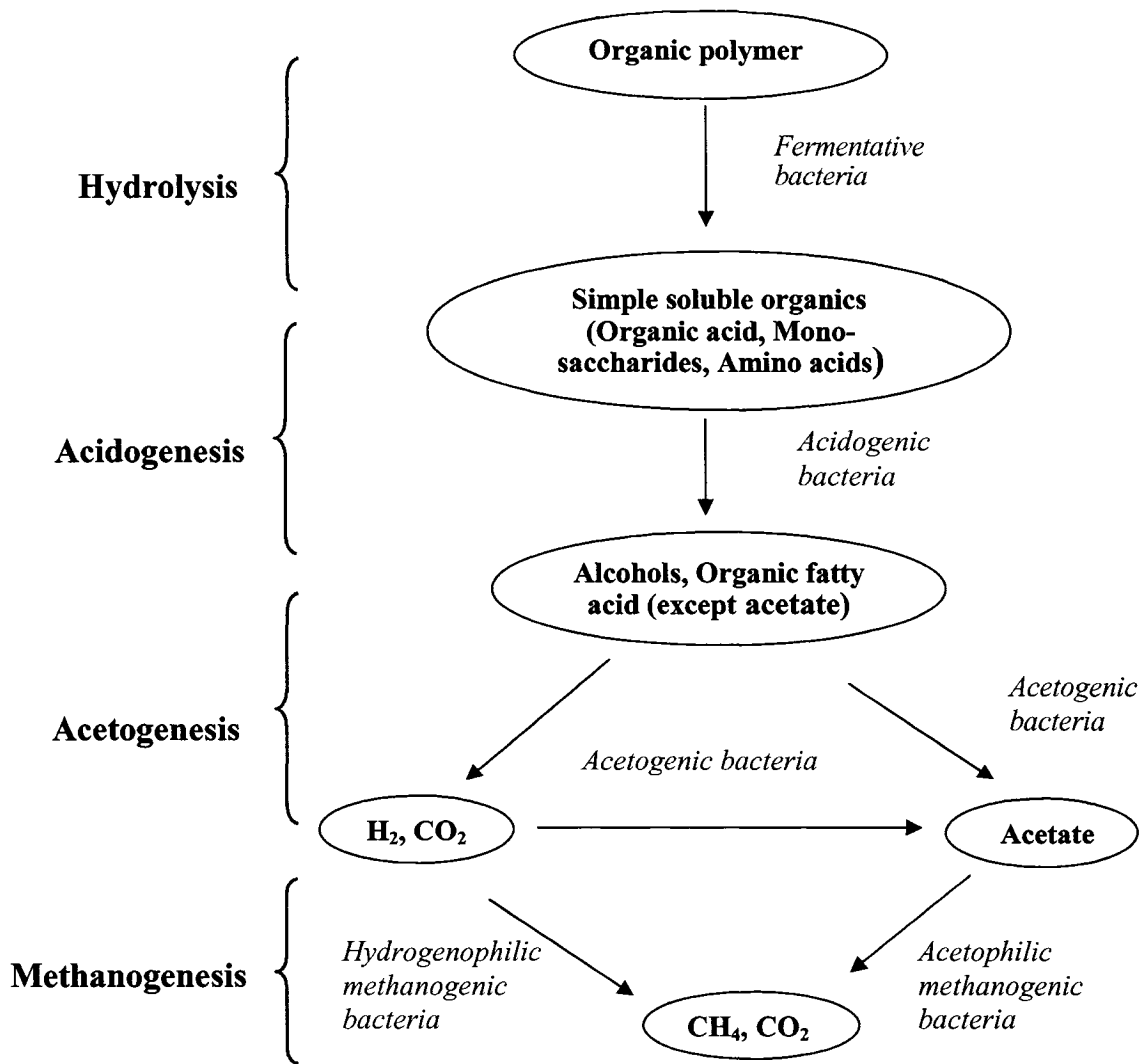 Organic polymer
Fermentative
bacteria
Hydrolysis
Simple soluble organics
(Organic acid, Mono-
saccharides, Amino acids)
Acidogenesis
Acidogenic
bacteria
Alcohols, Organic fatty
acid (except acetate)
Acetogenesis
Acetogenic
bacteria
Acetogenic bacteria
H₂, CO₂
Acetate
Methanogenesis
Hydrogenophilic
methanogenic
bacteria
Acetophilic
methanogenic
bacteria
CH₄, CO₂